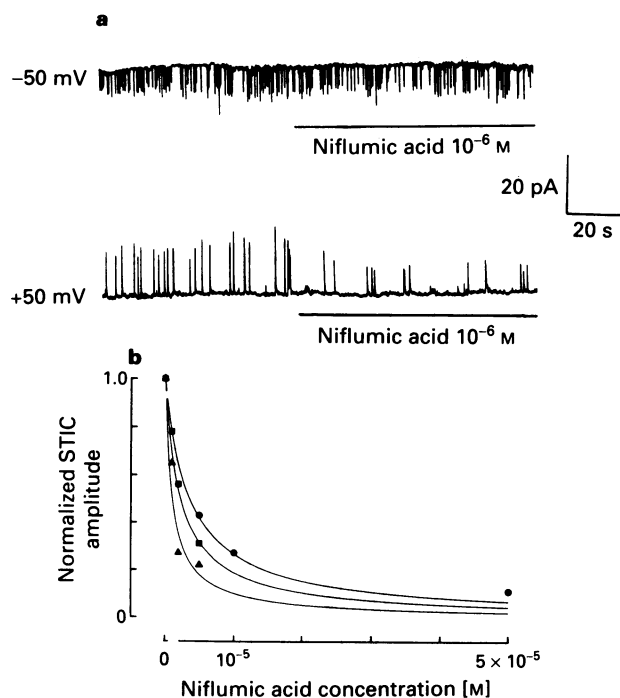 a
−50 mV
Niflumic acid 10⁻⁶ M
20 pA
20 s
+50 mV
Niflumic acid 10⁻⁶ M
b
1.0
Normalized STIC
amplitude
0
0 10⁻⁵ 5 × 10⁻⁵
Niflumic acid concentration [M]